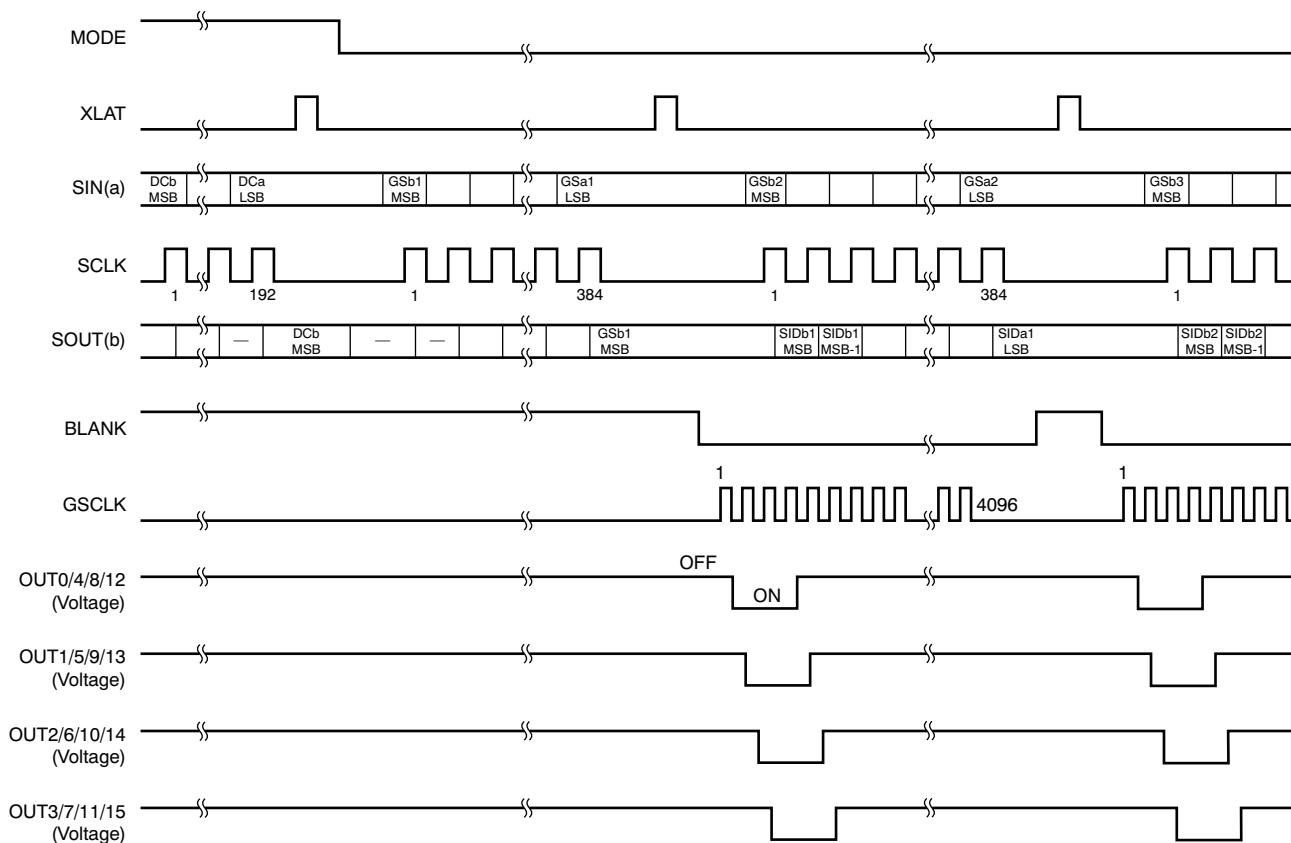 MODE
XLAT
SIN(a)
DCb MSB
DCa LSB
GSb1 MSB
GSa1 LSB
GSb2 MSB
GSa2 LSB
GSb3 MSB
SCLK
1
192
1
384
1
384
1
SOUT(b)
—
DCb MSB
—
—
GSb1 MSB
SIDb1 MSB
SIDb1 MSB-1
SIDa1 LSB
SIDb2 MSB
SIDb2 MSB-1
BLANK
GSCLK
1
4096
1
OUT0/4/8/12
(Voltage)
OFF
ON
OUT1/5/9/13
(Voltage)
OUT2/6/10/14
(Voltage)
OUT3/7/11/15
(Voltage)